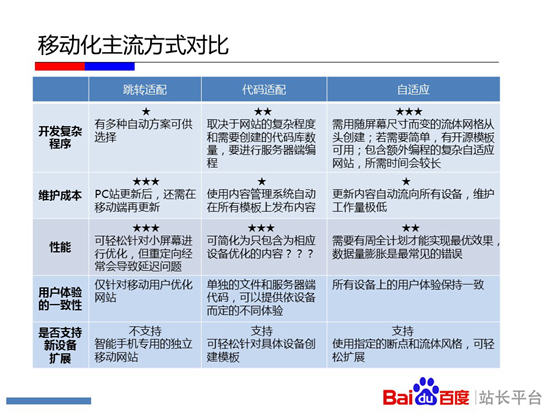 移动化主流方式对比
跳转适配 代码适配 自适应
开发复杂程序
★
有多种自动方案可供
选择
★★
取决于网站的复杂程度
和需要创建的代码库数
量，要进行服务器端编
程
★★★
需用随屏幕尺寸而变的流体网格从
头创建；若需要简单，有开源模板
可用；包含额外编程的复杂自适应
网站，所需时间会较长
维护成本
★★★
PC站更新后，还需在
移动端再更新
★
使用内容管理系统自动
在所有模板上发布内容
★
更新内容自动流向所有设备，维护
工作量极低
性能
★★★
可轻松针对小屏幕进
行优化，但重定向经
常会导致延迟问题
★★★
可简化为只包含为相应
设备优化的内容？？？
★★
需要有周全计划才能实现最优效果，
数据量膨胀是最常见的错误
用户体验
的一致性
仅针对移动用户优化
网站
单独的文件和服务器端
代码，可以提供依设备
而定的不同体验
所有设备上的用户体验保持一致
是否支持
新设备
扩展
不支持
智能手机专用的独立
移动网站
支持
可轻松针对具体设备创
建模板
支持
使用指定的断点和流体风格，可轻
松扩展
Bai du 百度 站长平台